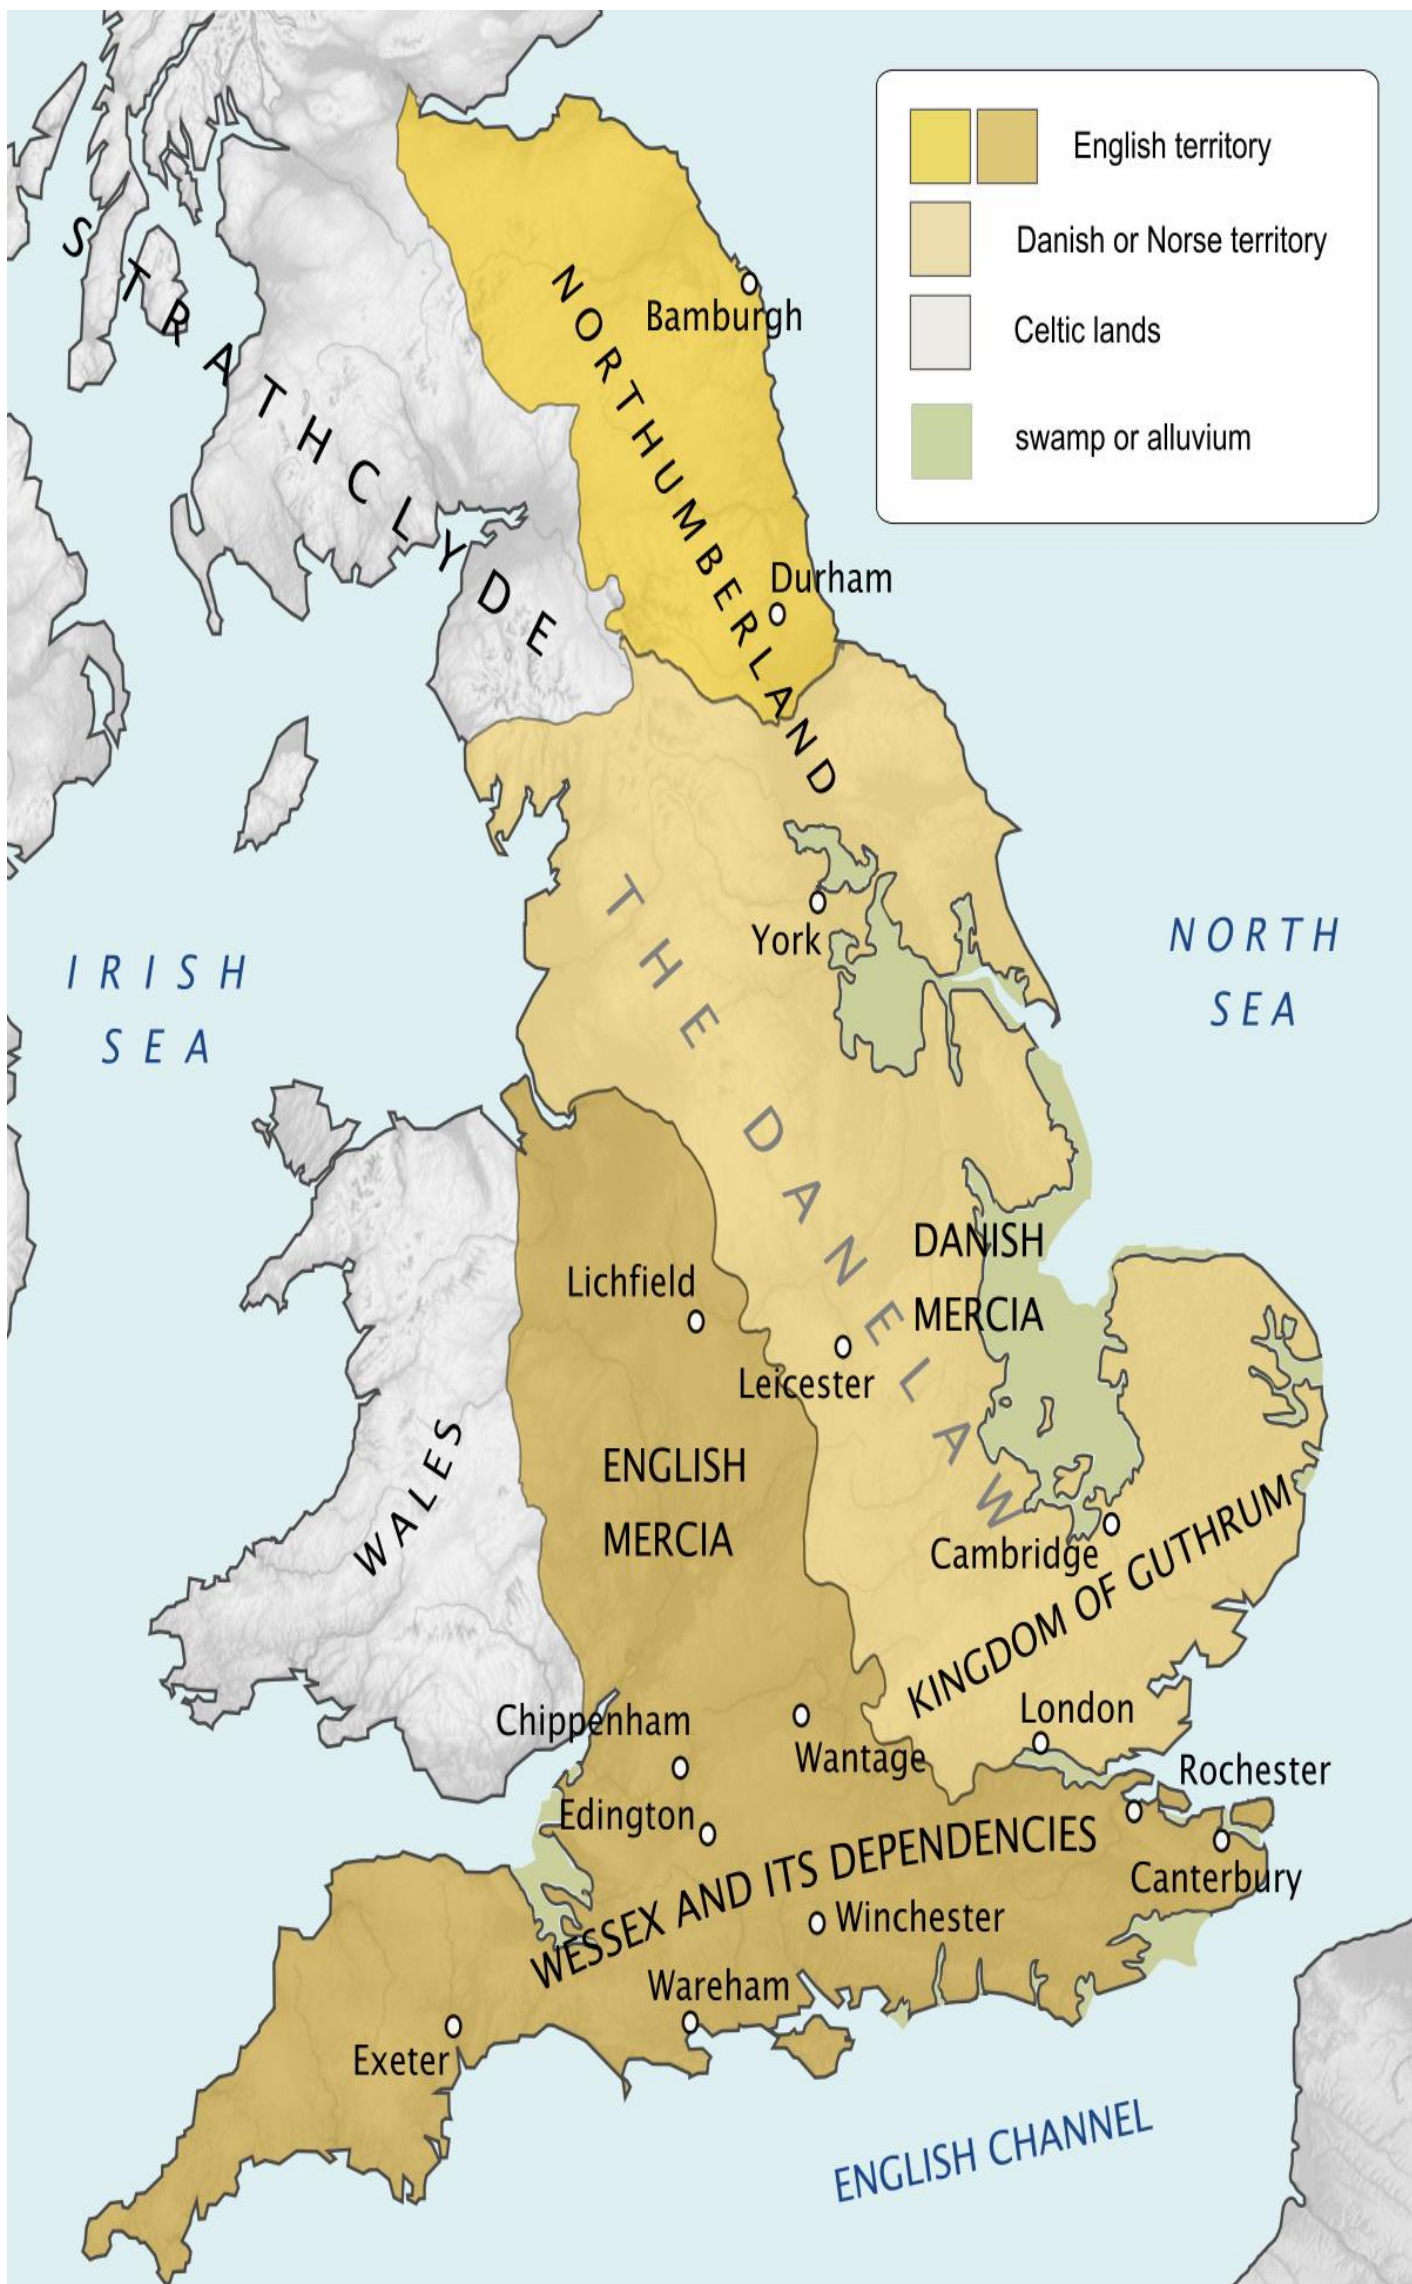 English territory
Danish or Norse territory
Celtic lands
swamp or alluvium
STRATHCLYDE
NORTHUMBERLAND
Bamburgh
Durham
York
IRISH
SEA
NORTH
SEA
THE DANELAW
DANISH
MERCIA
Lichfield
Leicester
WALES
ENGLISH
MERCIA
Cambridge
KINGDOM OF GUTHRUM
Chippenham
London
Wantage
Rochester
Edington
WESSEX AND ITS DEPENDENCIES
Canterbury
Winchester
Wareham
Exeter
ENGLISH CHANNEL